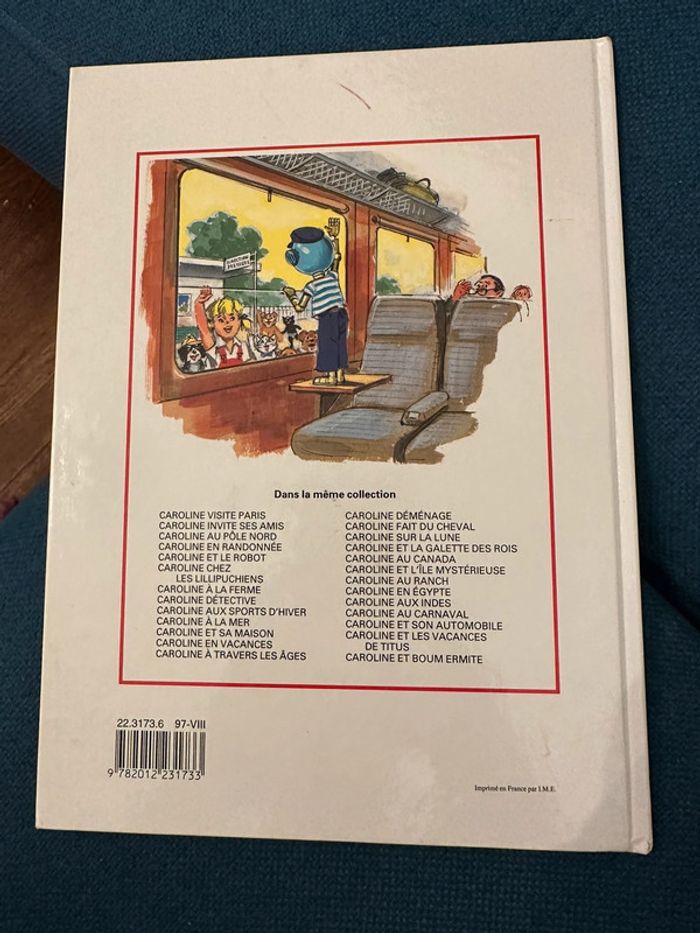 Dans la même collection
CAROLINE VISITE PARIS
CAROLINE INVITE SES AMIS
CAROLINE AU PÔLE NORD
CAROLINE EN RANDONNÉE
CAROLINE ET LE ROBOT
CAROLINE CHEZ
LES LILLIPUCHIENS
CAROLINE À LA FERME
CAROLINE DÉTECTIVE
CAROLINE AUX SPORTS D'HIVER
CAROLINE À LA MER
CAROLINE ET SA MAISON
CAROLINE EN VACANCES
CAROLINE À TRAVERS LES ÂGES
CAROLINE DÉMÉNAGE
CAROLINE FAIT DU CHEVAL
CAROLINE SUR LA LUNE
CAROLINE ET LA GALETTE DES ROIS
CAROLINE AU CANADA
CAROLINE ET L'ÎLE MYSTÉRIEUSE
CAROLINE AU RANCH
CAROLINE EN ÉGYPTE
CAROLINE AUX INDES
CAROLINE AU CARNAVAL
CAROLINE ET SON AUTOMOBILE
CAROLINE ET LES VACANCES
DE TITUS
CAROLINE ET BOUM ERMITE
22.3173.6 97-VIII
9 782012 231733
Imprimé en France par I.M.E.